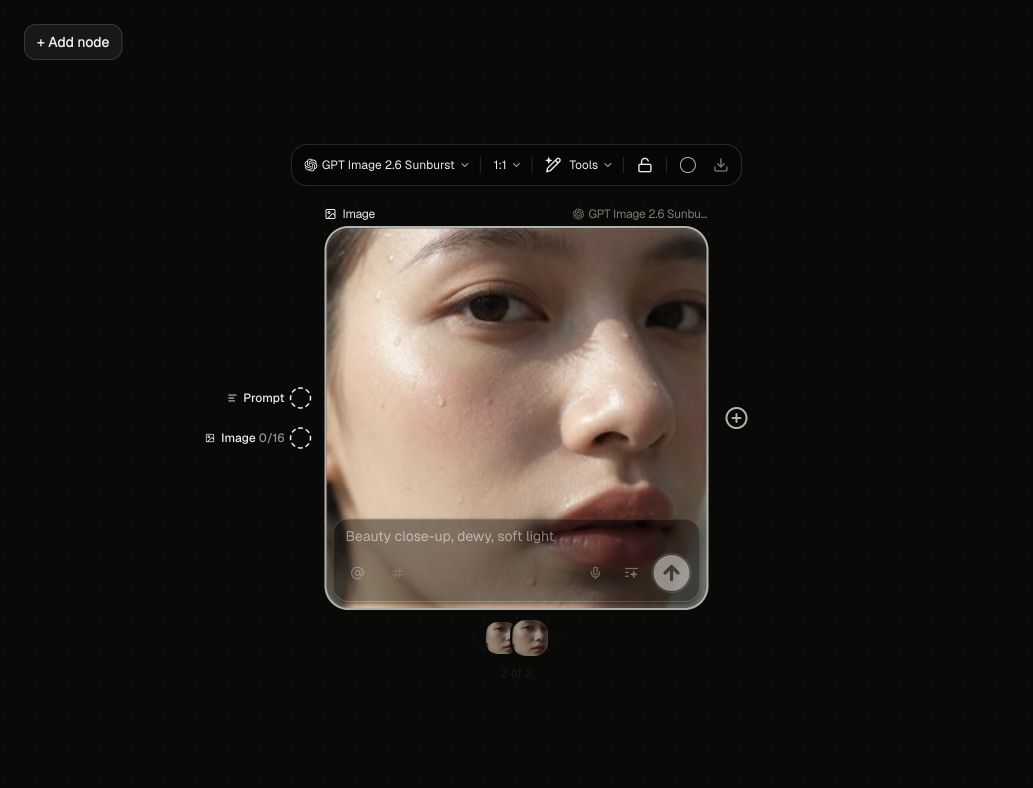 + Add node
GPT Image 2.6 Sunburst
1:1
Tools
Image
GPT Image 2.6 Sunbu...
Prompt
Image 0/16
Beauty close-up, dewy, soft light
2 of 2